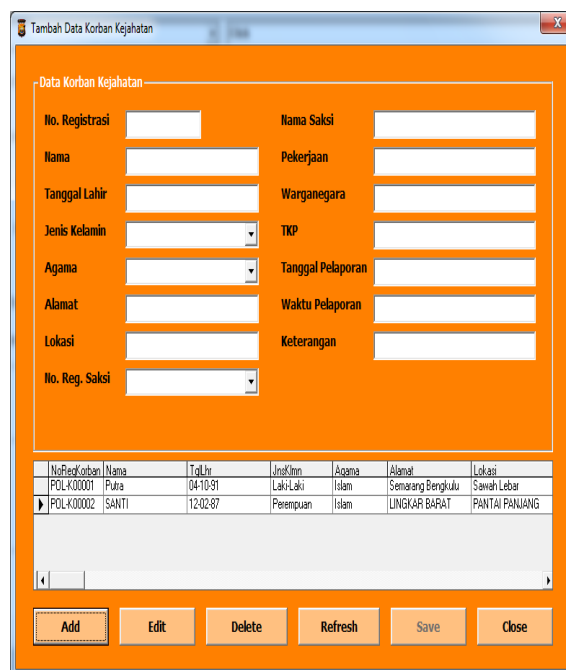 Tambah Data Korban Kejahatan
Data Korban Kejahatan
No. Registrasi
Nama Saksi
Nama
Pekerjaan
Tanggal Lahir
Warganegara
Jenis Kelamin
TKP
Agama
Tanggal Pelaporan
Alamat
Waktu Pelaporan
Lokasi
Keterangan
No. Reg. Saksi
NoRegKorban Nama TglLhr JnsKlmn Agama Alamat Lokasi
POL-K00001 Putra 04-10-91 Laki-Laki Islam Semarang Bengkulu Sawah Lebar
POL-K00002 SANTI 12-02-87 Perempuan Islam LINGKAR BARAT PANTAI PANJANG
Add Edit Delete Refresh Save Close